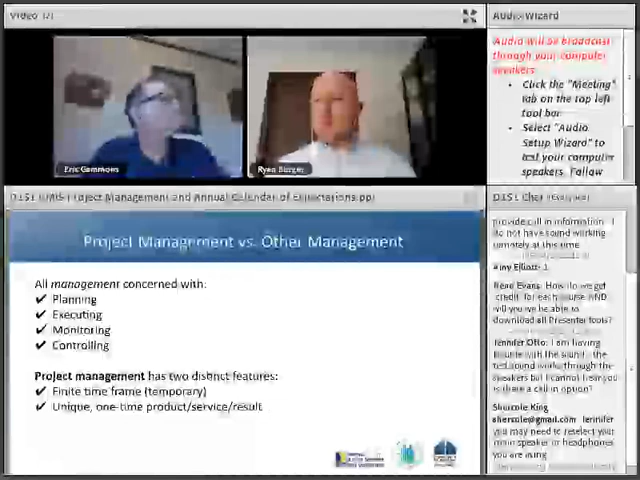 Audio Wizard
Audio will be broadcast
through your computer
speakers
• Click the "Meeting"
tab on the top left
tool bar
• Select "Audio
Setup Wizard" to
test your computer
speakers. Follow
Eric Gammons
Ryan Burger
Project Management and Annual Calendar of Expectations.ppt
Project Management vs. Other Management
All management concerned with:
✔ Planning
✔ Executing
✔ Monitoring
✔ Controlling
Project management has two distinct features:
✔ Finite time frame (temporary)
✔ Unique, one-time product/service/result
provide call in information. I
do not have sound working
remotely at this time
Amy Elliott: 1
Rene Evans: How do we get
credit for each course AND
will you we be able to
download all Presenter tools?
Jennifer Otto: I am having
trouble with the sound - the
test sound works through the
speakers but I cannot hear you
is there a call in option?
King
Jennifer
you may need to reselect your
main speaker or headphones
you are using